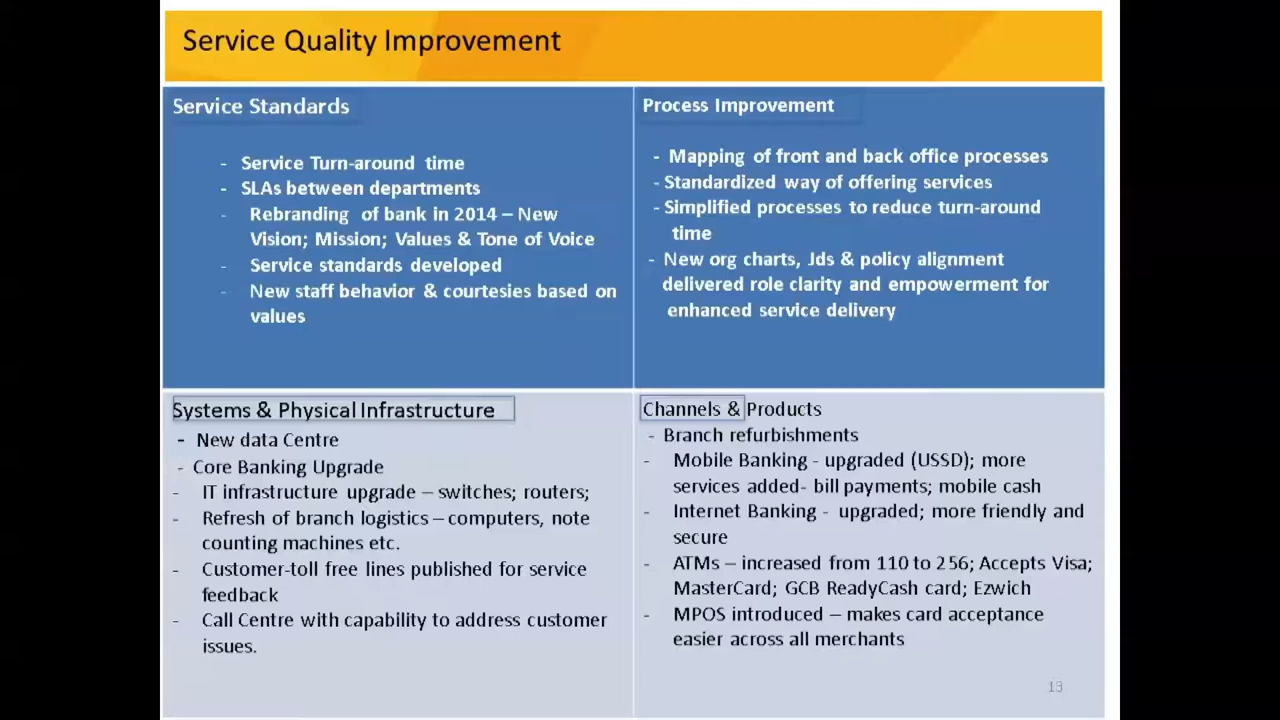 Service Quality Improvement
Service Standards
- Service Turn-around time
- SLAs between departments
- Rebranding of bank in 2014 – New
Vision; Mission; Values & Tone of Voice
- Service standards developed
- New staff behavior & courtesies based on
values
Process Improvement
- Mapping of front and back office processes
- Standardized way of offering services
- Simplified processes to reduce turn-around
time
- New org charts, Jds & policy alignment
delivered role clarity and empowerment for
enhanced service delivery
Systems & Physical Infrastructure
- New data Centre
- Core Banking Upgrade
- IT infrastructure upgrade – switches; routers;
- Refresh of branch logistics – computers, note
counting machines etc.
- Customer-toll free lines published for service
feedback
- Call Centre with capability to address customer
issues.
Channels & Products
- Branch refurbishments
- Mobile Banking - upgraded (USSD); more
services added- bill payments; mobile cash
- Internet Banking - upgraded; more friendly and
secure
- ATMs – increased from 110 to 256; Accepts Visa;
MasterCard; GCB ReadyCash card; Ezwich
- MPOS introduced – makes card acceptance
easier across all merchants
13